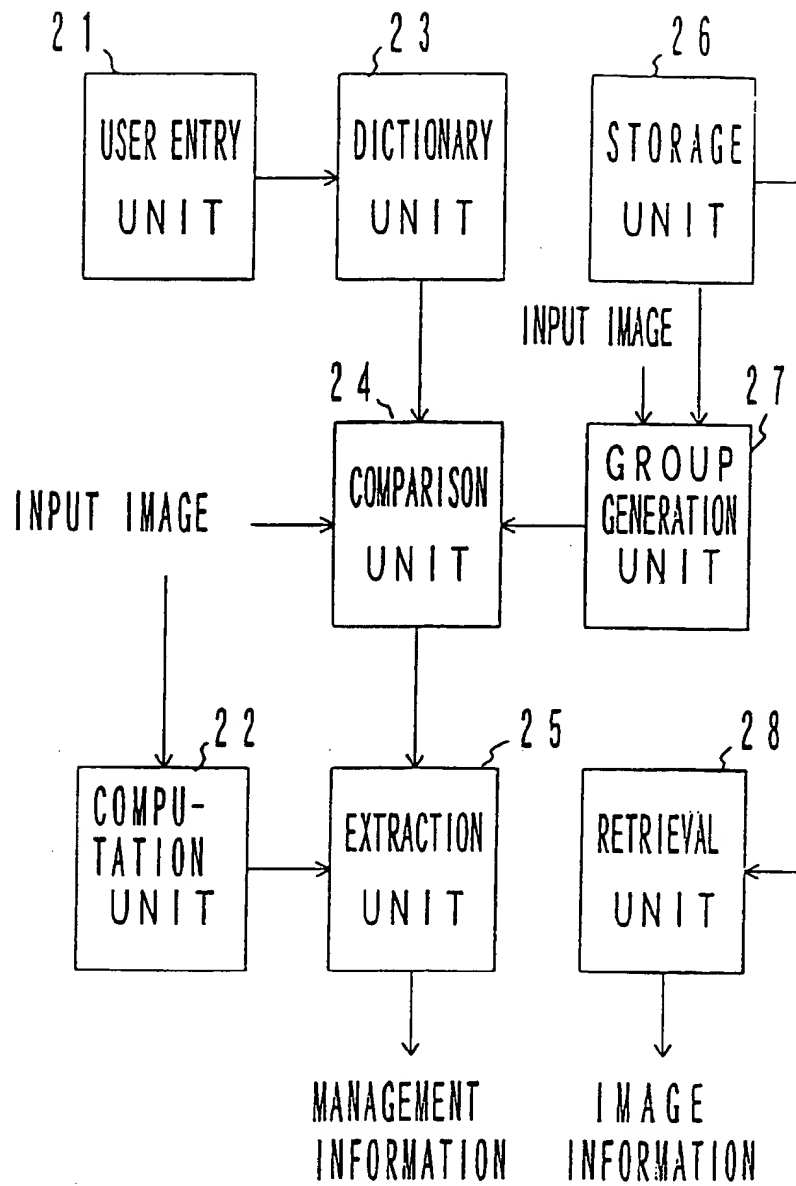 21
23
26
USER ENTRY
UNIT
DICTIONARY
UNIT
STORAGE
UNIT
INPUT IMAGE
24
27
INPUT IMAGE
COMPARISON
UNIT
GROUP
GENERATION
UNIT
22
25
28
COMPU-
TATION
UNIT
EXTRACTION
UNIT
RETRIEVAL
UNIT
MANAGEMENT
INFORMATION
IMAGE
INFORMATION